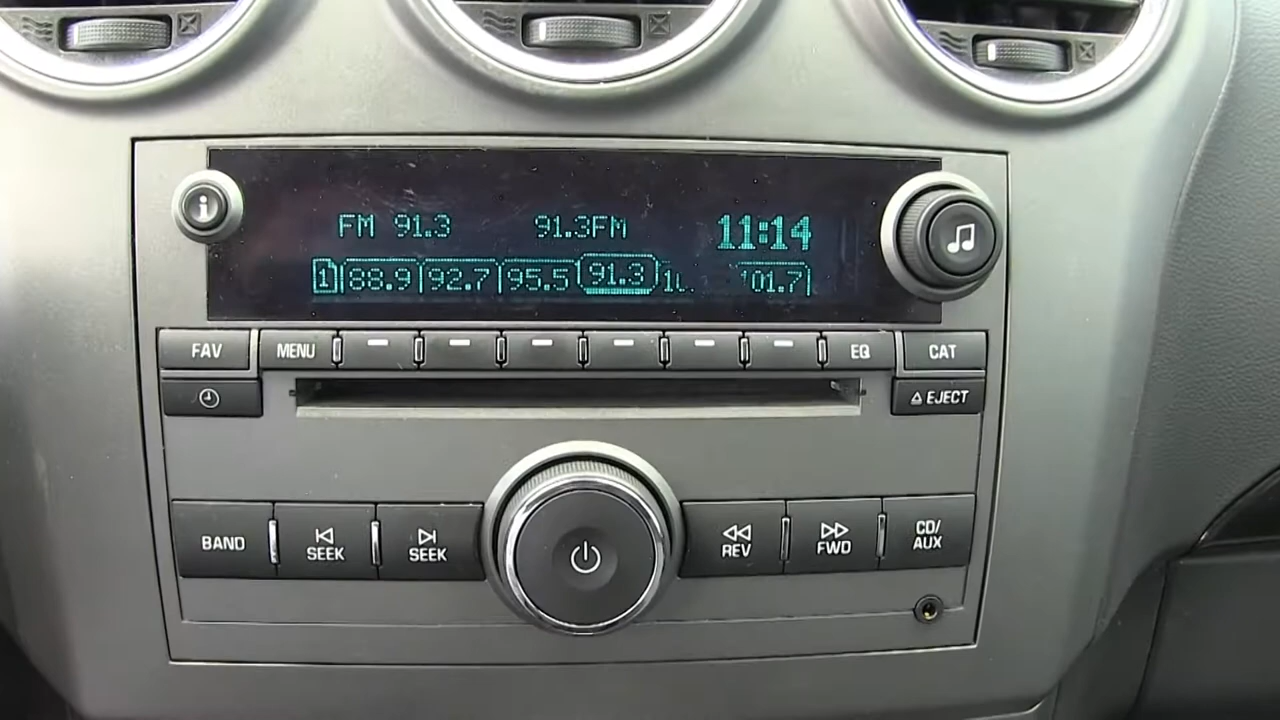 FM 91.3 91.3FM 11:14
1 88.9 92.7 95.5 91.3 01.7
FAV MENU EQ CAT
EJECT
BAND SEEK SEEK REV FWD CD/
AUX